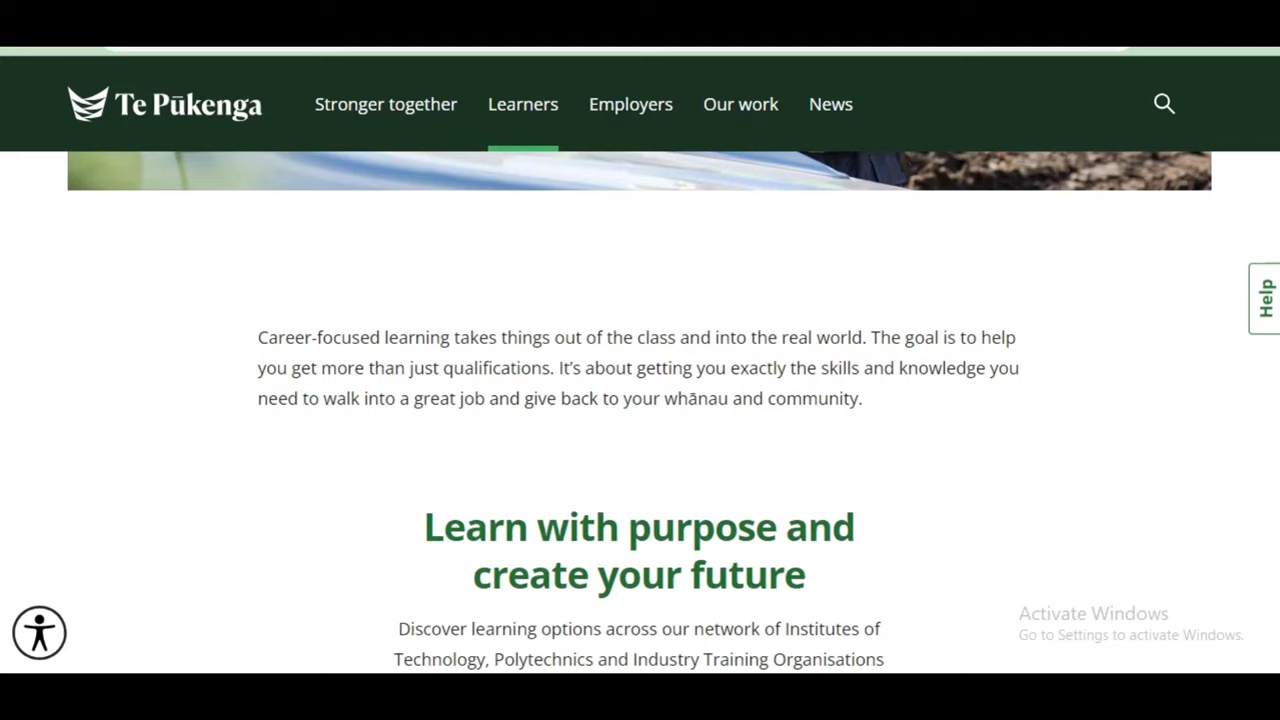 Te Pūkenga
Stronger together
Learners
Employers
Our work
News
Help
Career-focused learning takes things out of the class and into the real world. The goal is to help
you get more than just qualifications. It’s about getting you exactly the skills and knowledge you
need to walk into a great job and give back to your whānau and community.
Learn with purpose and
create your future
Discover learning options across our network of Institutes of
Technology, Polytechnics and Industry Training Organisations
Activate Windows
Go to Settings to activate Windows.